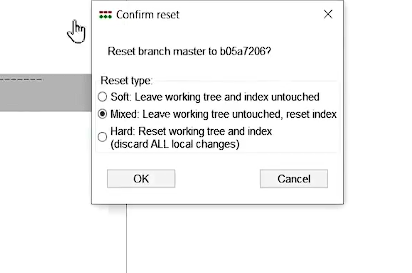 Confirm reset
Reset branch master to b05a7206?
Reset type:
Soft: Leave working tree and index untouched
Mixed: Leave working tree untouched, reset index
Hard: Reset working tree and index
(discard ALL local changes)
OK
Cancel